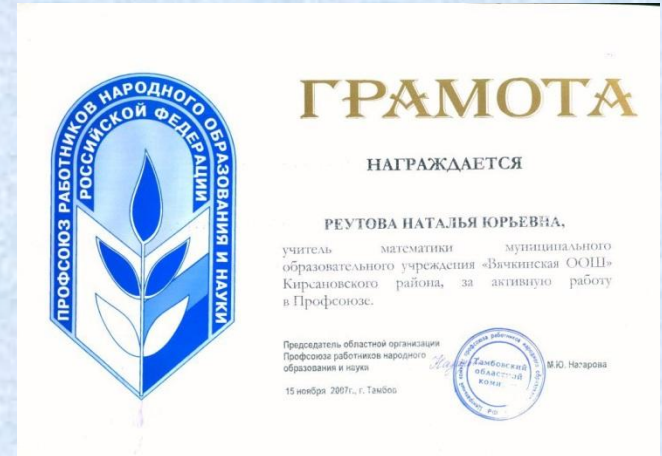 ПРОФСОЮЗ РАБОТНИКОВ НАРОДНОГО ОБРАЗОВАНИЯ И НАУКИ
РОССИЙСКОЙ ФЕДЕРАЦИИ
ГРАМОТА
НАГРАЖДАЕТСЯ
РЕУТОВА НАТАЛЬЯ ЮРЬЕВНА,
учитель математики муниципального
образовательного учреждения «Вячкинская ООШ»
Кирсановского района, за активную работу
в Профсоюзе.
Председатель областной организации
Профсоюза работников народного
образования и науки
М.Ю. Назарова
15 ноября 2007г., г. Тамбов
Тамбовский
областной